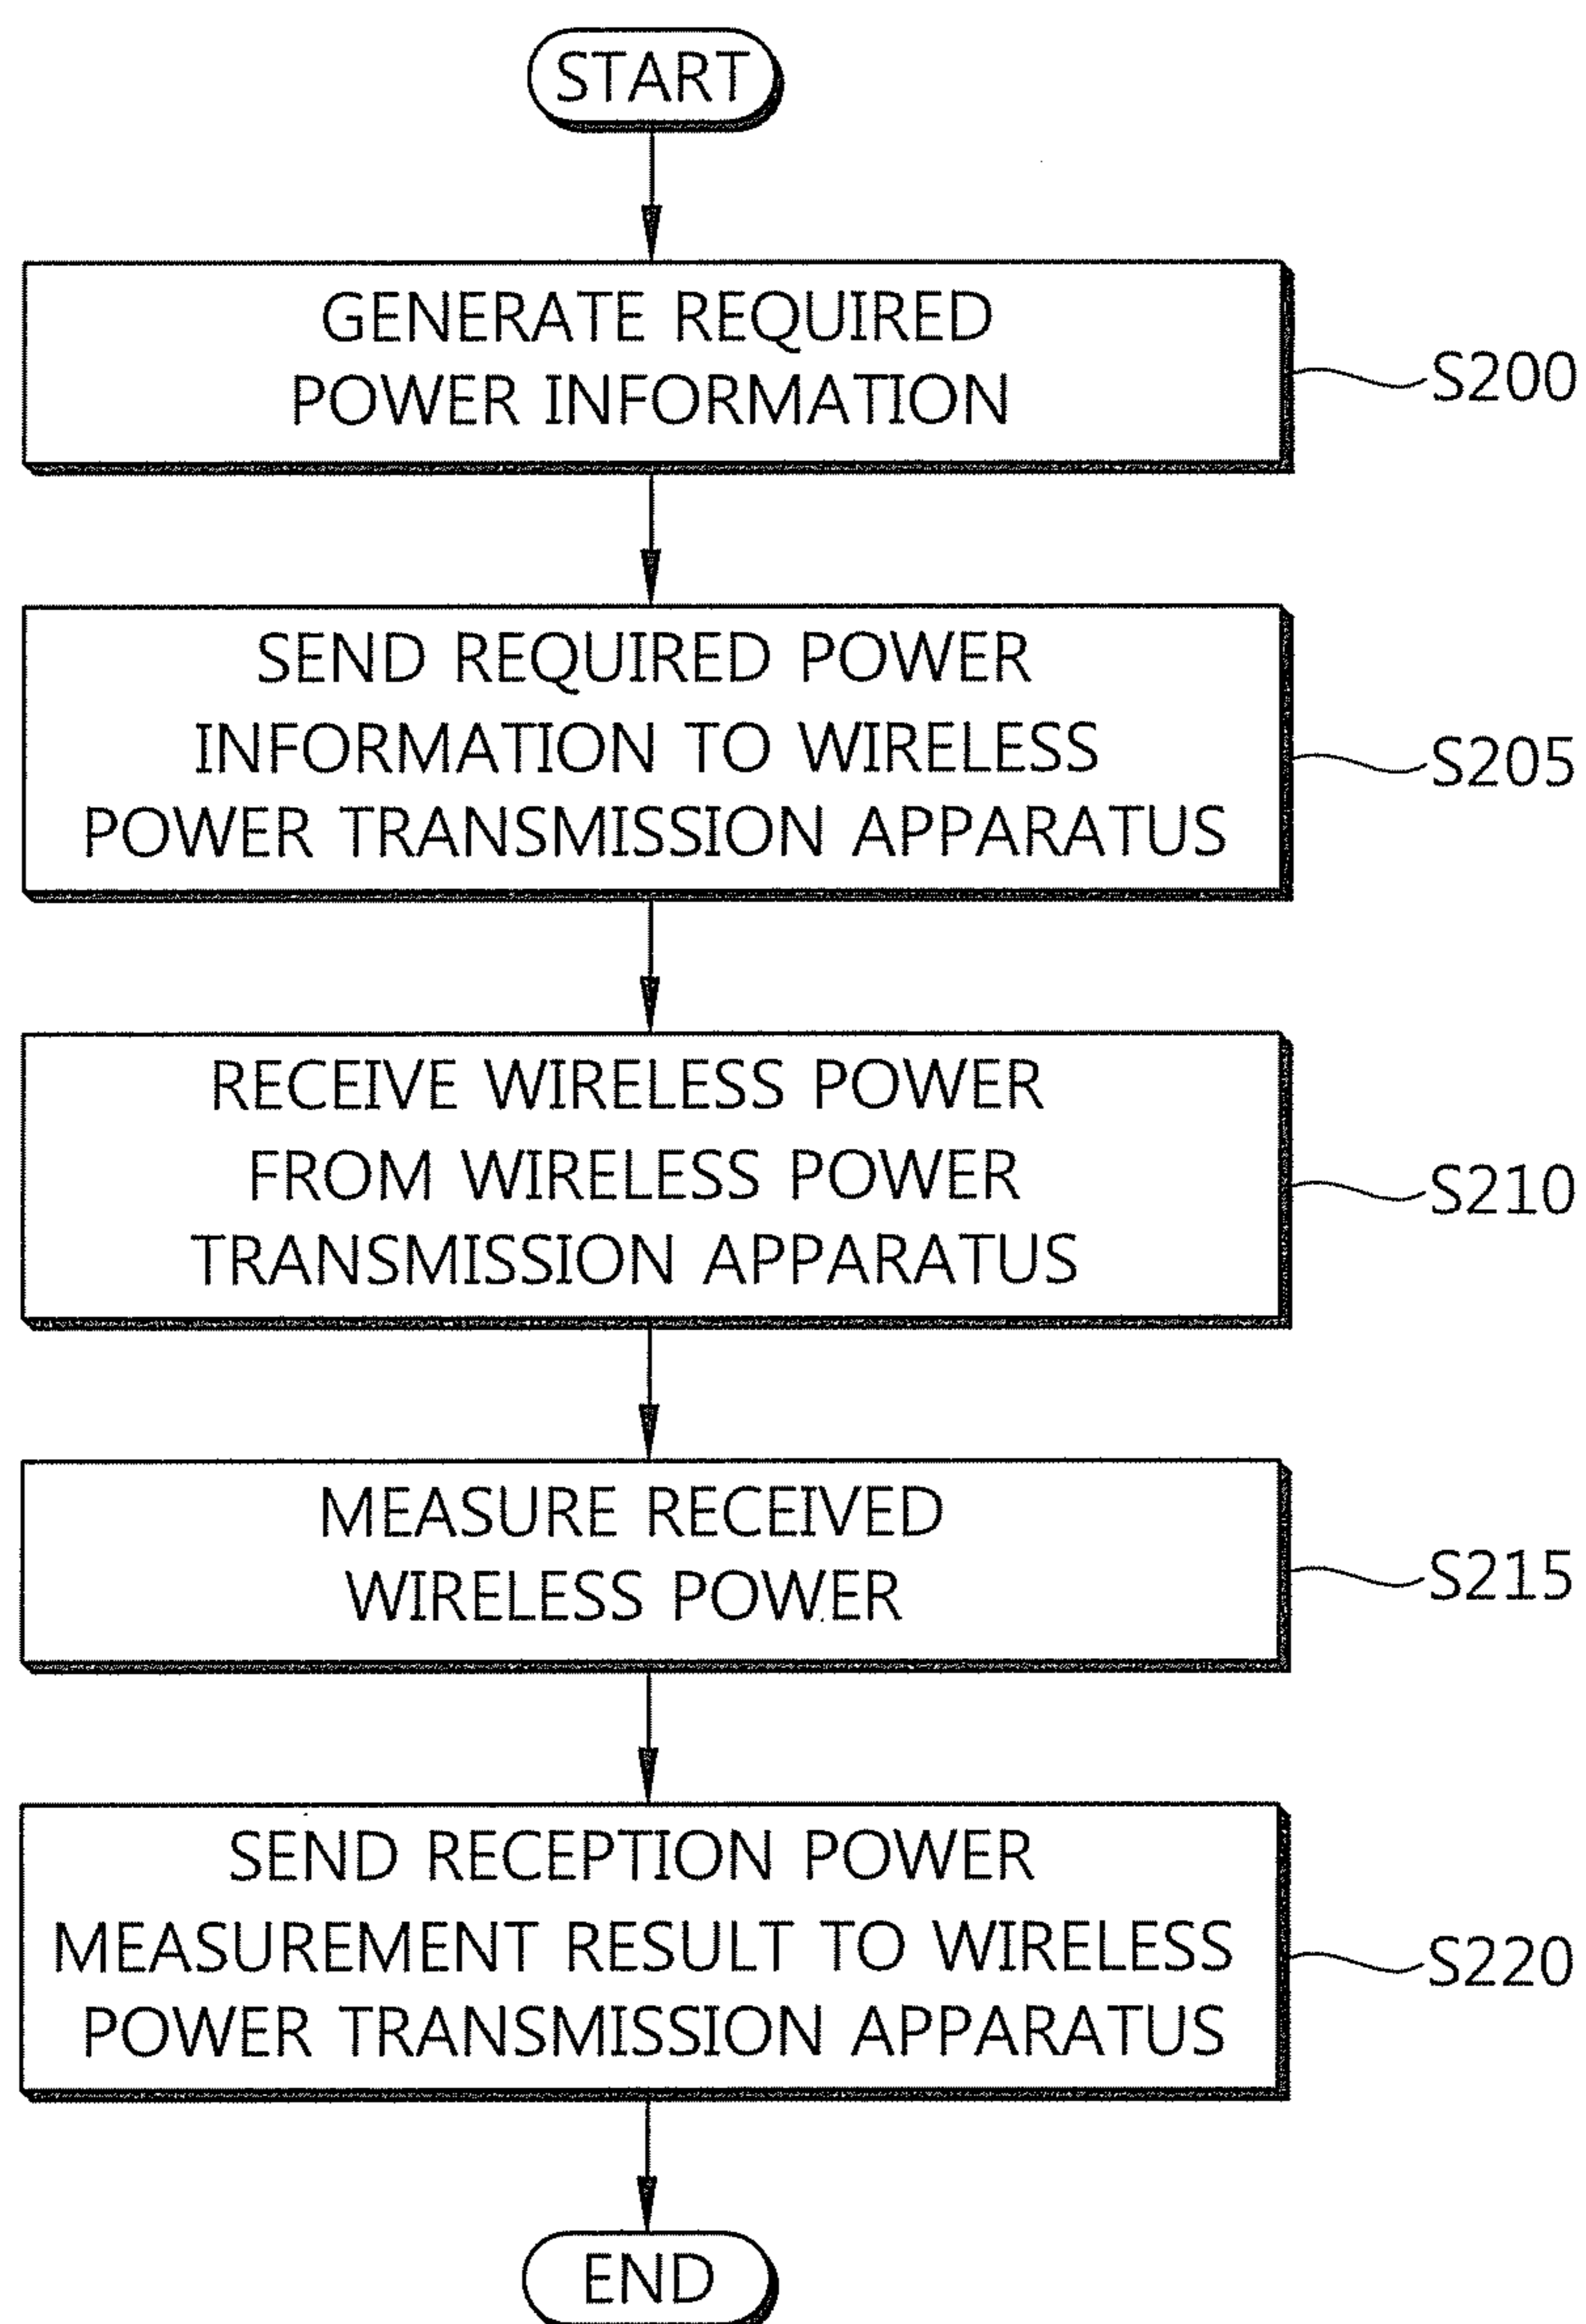 START
GENERATE REQUIRED
POWER INFORMATION
S200
SEND REQUIRED POWER
INFORMATION TO WIRELESS
POWER TRANSMISSION APPARATUS
S205
RECEIVE WIRELESS POWER
FROM WIRELESS POWER
TRANSMISSION APPARATUS
S210
MEASURE RECEIVED
WIRELESS POWER
S215
SEND RECEPTION POWER
MEASUREMENT RESULT TO WIRELESS
POWER TRANSMISSION APPARATUS
S220
END